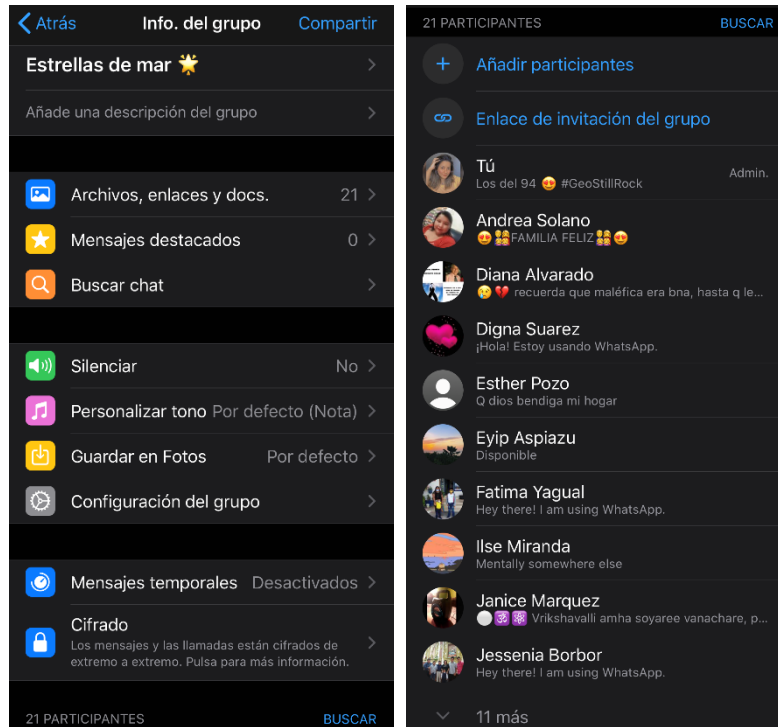 Atrás Info. del grupo Compartir
Estrellas de mar 🌟
Añade una descripción del grupo
Archivos, enlaces y docs. 21
Mensajes destacados 0
Buscar chat
Silenciar No
Personalizar tono Por defecto (Nota)
Guardar en Fotos Por defecto
Configuración del grupo
Mensajes temporales Desactivados
Cifrado
Los mensajes y las llamadas están cifrados de
extremo a extremo. Pulsa para más información.
21 PARTICIPANTES BUSCAR
21 PARTICIPANTES BUSCAR
Añadir participantes
Enlace de invitación del grupo
Tú
Los del 94 😍 #GeoStillRock Admin.
Andrea Solano
😍👯FAMILIA FELIZ👯😍
Diana Alvarado
😢💔 recuerda que maléfica era bna, hasta q le...
Digna Suarez
¡Hola! Estoy usando WhatsApp.
Esther Pozo
Q dios bendiga mi hogar
Eyip Aspiazu
Disponible
Fatima Yagual
Hey there! I am using WhatsApp.
Ilse Miranda
Mentally somewhere else
Janice Marquez
⚪🕉⚛ Vrikshavalli amha soyaree vanachare, p...
Jessenia Borbor
Hey there! I am using WhatsApp.
11 más